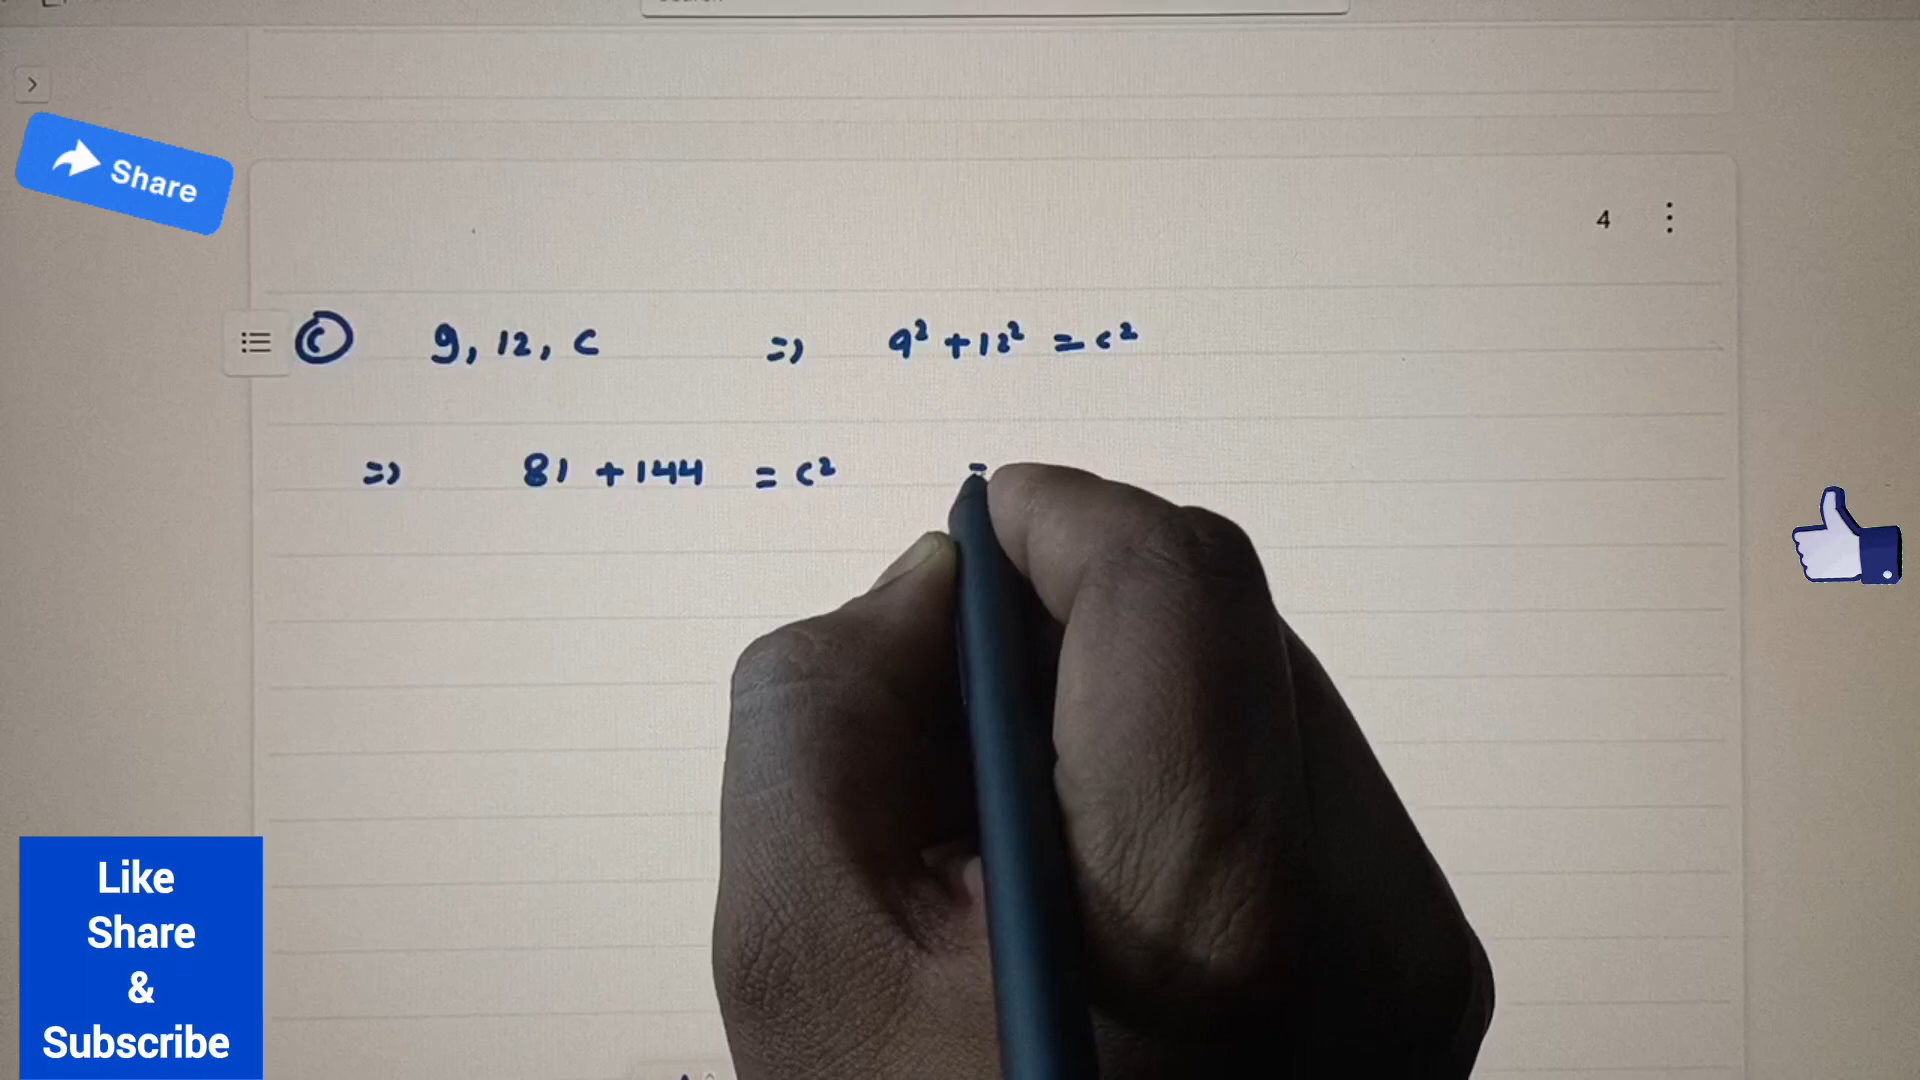 Share
4
(c) 9, 12, c => 9² + 12² = c²
=> 81 + 144 = c² =
Like
Share
&
Subscribe